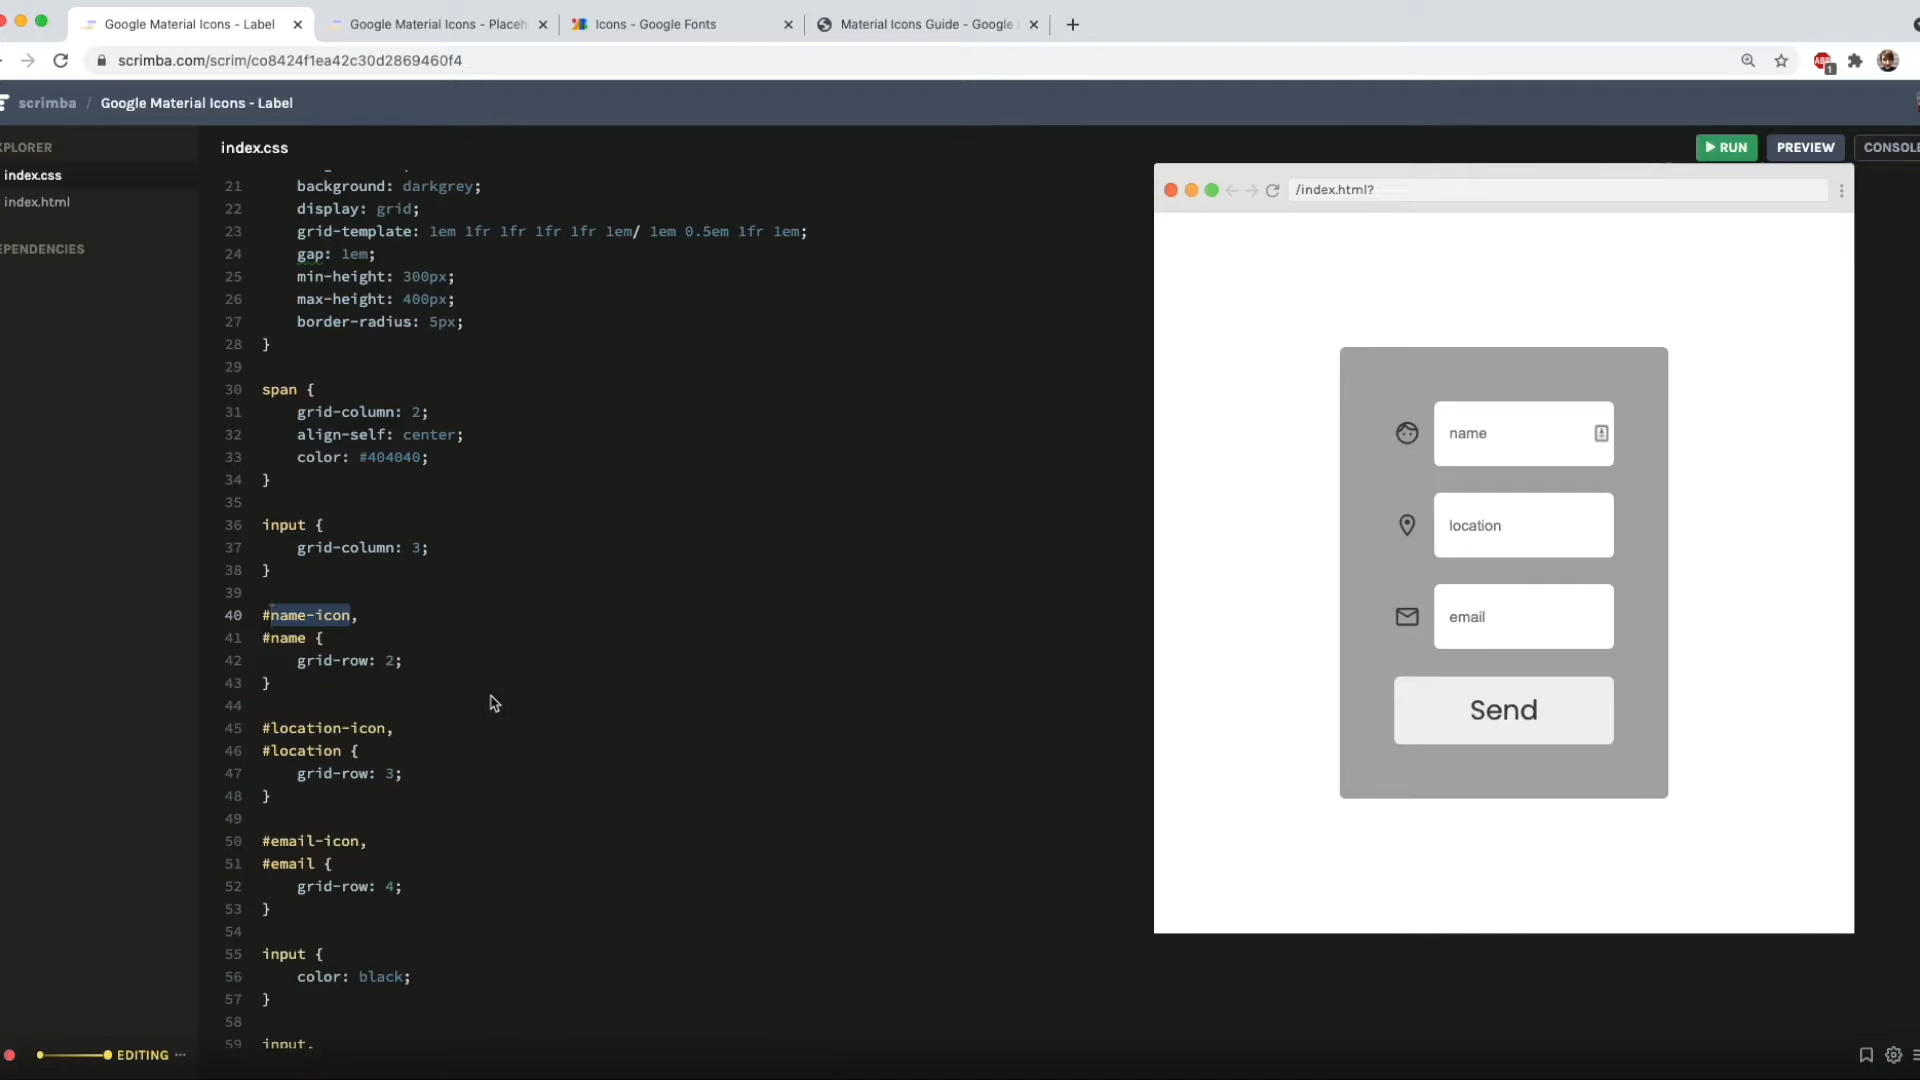 Google Material Icons - Label
Google Material Icons - Placeh
Icons - Google Fonts
Material Icons Guide - Google
scrimba.com/scrim/co8424f1ea42c30d2869460f4
scrimba / Google Material Icons - Label
XPLORER
index.css
index.html
EPENDENCIES
index.css
RUN
PREVIEW
CONSOLE
/index.html?
21 background: darkgrey;
22 display: grid;
23 grid-template: 1em 1fr 1fr 1fr 1fr 1em/ 1em 0.5em 1fr 1em;
24 gap: 1em;
25 min-height: 300px;
26 max-height: 400px;
27 border-radius: 5px;
28 }
29
30 span {
31 grid-column: 2;
32 align-self: center;
33 color: #404040;
34 }
35
36 input {
37 grid-column: 3;
38 }
39
40 #name-icon,
41 #name {
42 grid-row: 2;
43 }
44
45 #location-icon,
46 #location {
47 grid-row: 3;
48 }
49
50 #email-icon,
51 #email {
52 grid-row: 4;
53 }
54
55 input {
56 color: black;
57 }
58
59 input,
name
location
email
Send
EDITING ...